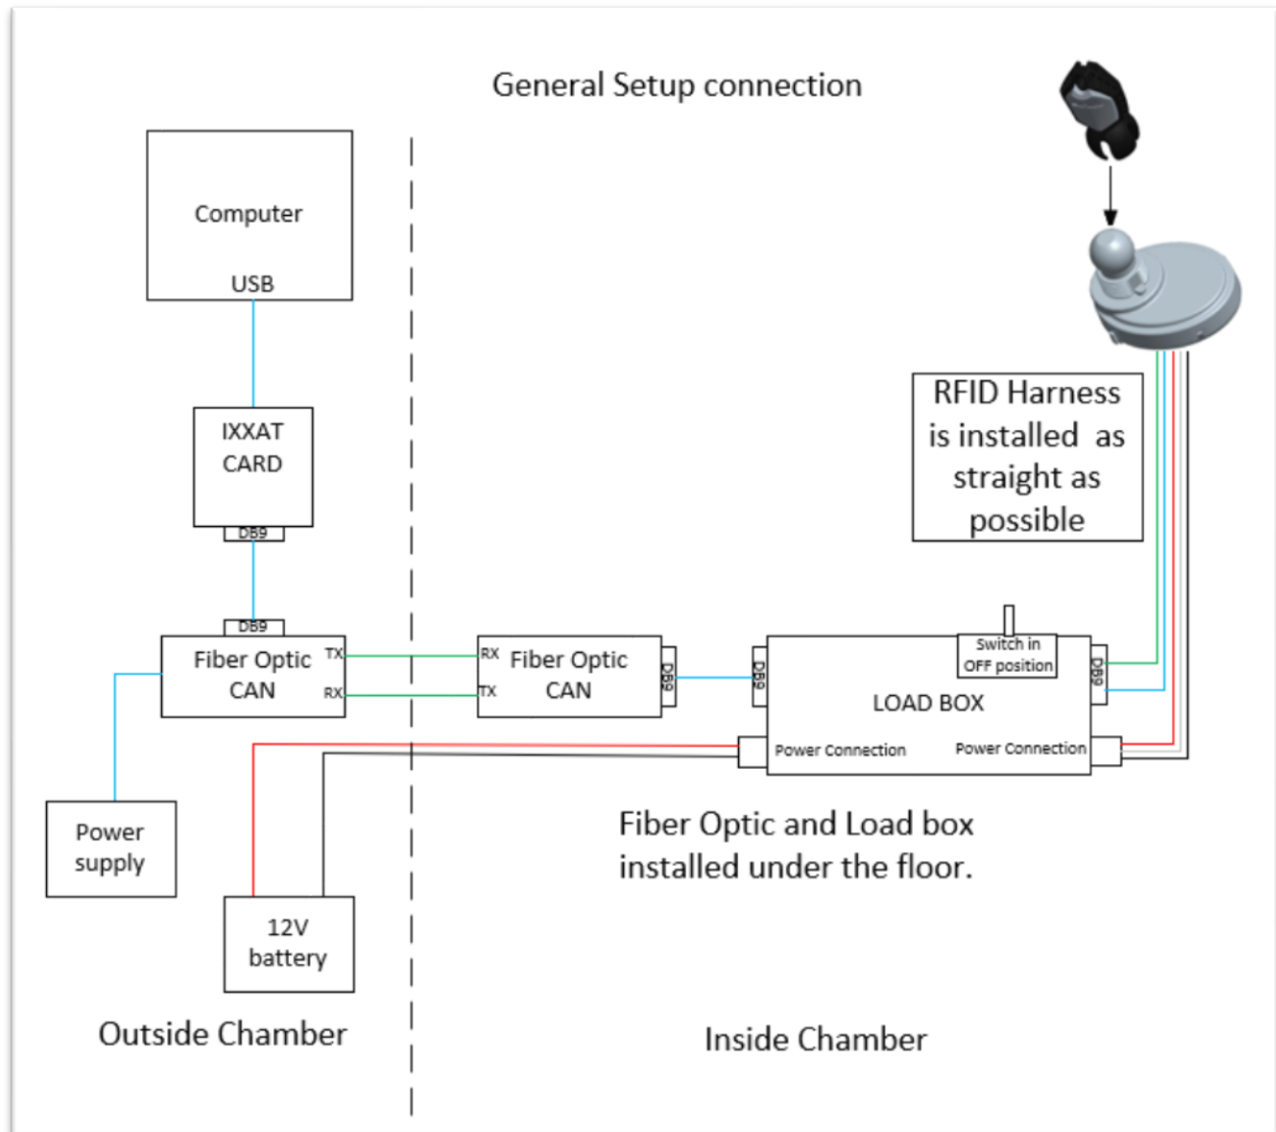 General Setup connection
Computer
USB
IXXAT
CARD
DB9
DB9
Fiber Optic
CAN
TX
RX
RX
TX
Fiber Optic
CAN
DB9
DB9
Switch in
OFF position
LOAD BOX
DB9
Power Connection
Power Connection
RFID Harness
is installed as
straight as
possible
Power
supply
12V
battery
Fiber Optic and Load box
installed under the floor.
Outside Chamber
Inside Chamber